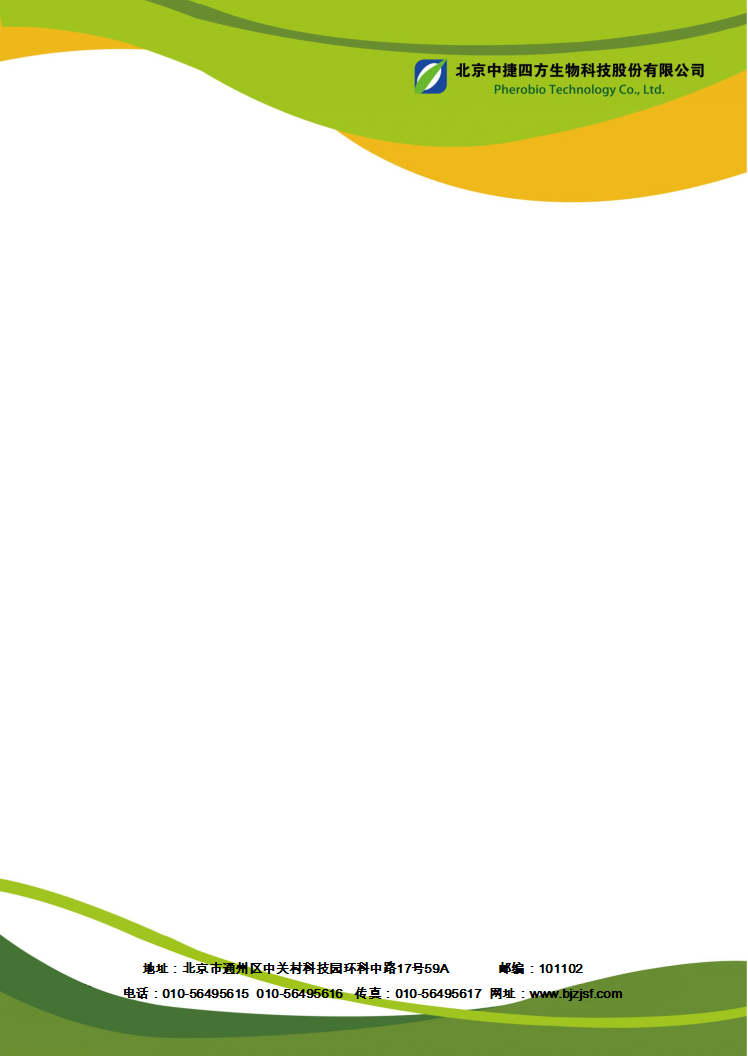 北京中捷四方生物科技股份有限公司
Pherobio Technology Co., Ltd.
地址：北京市通州区中关村科技园环科中路17号59A 邮编：101102
电话：010-56495615 010-56495616 传真：010-56495617 网址：www.bjzjsf.com